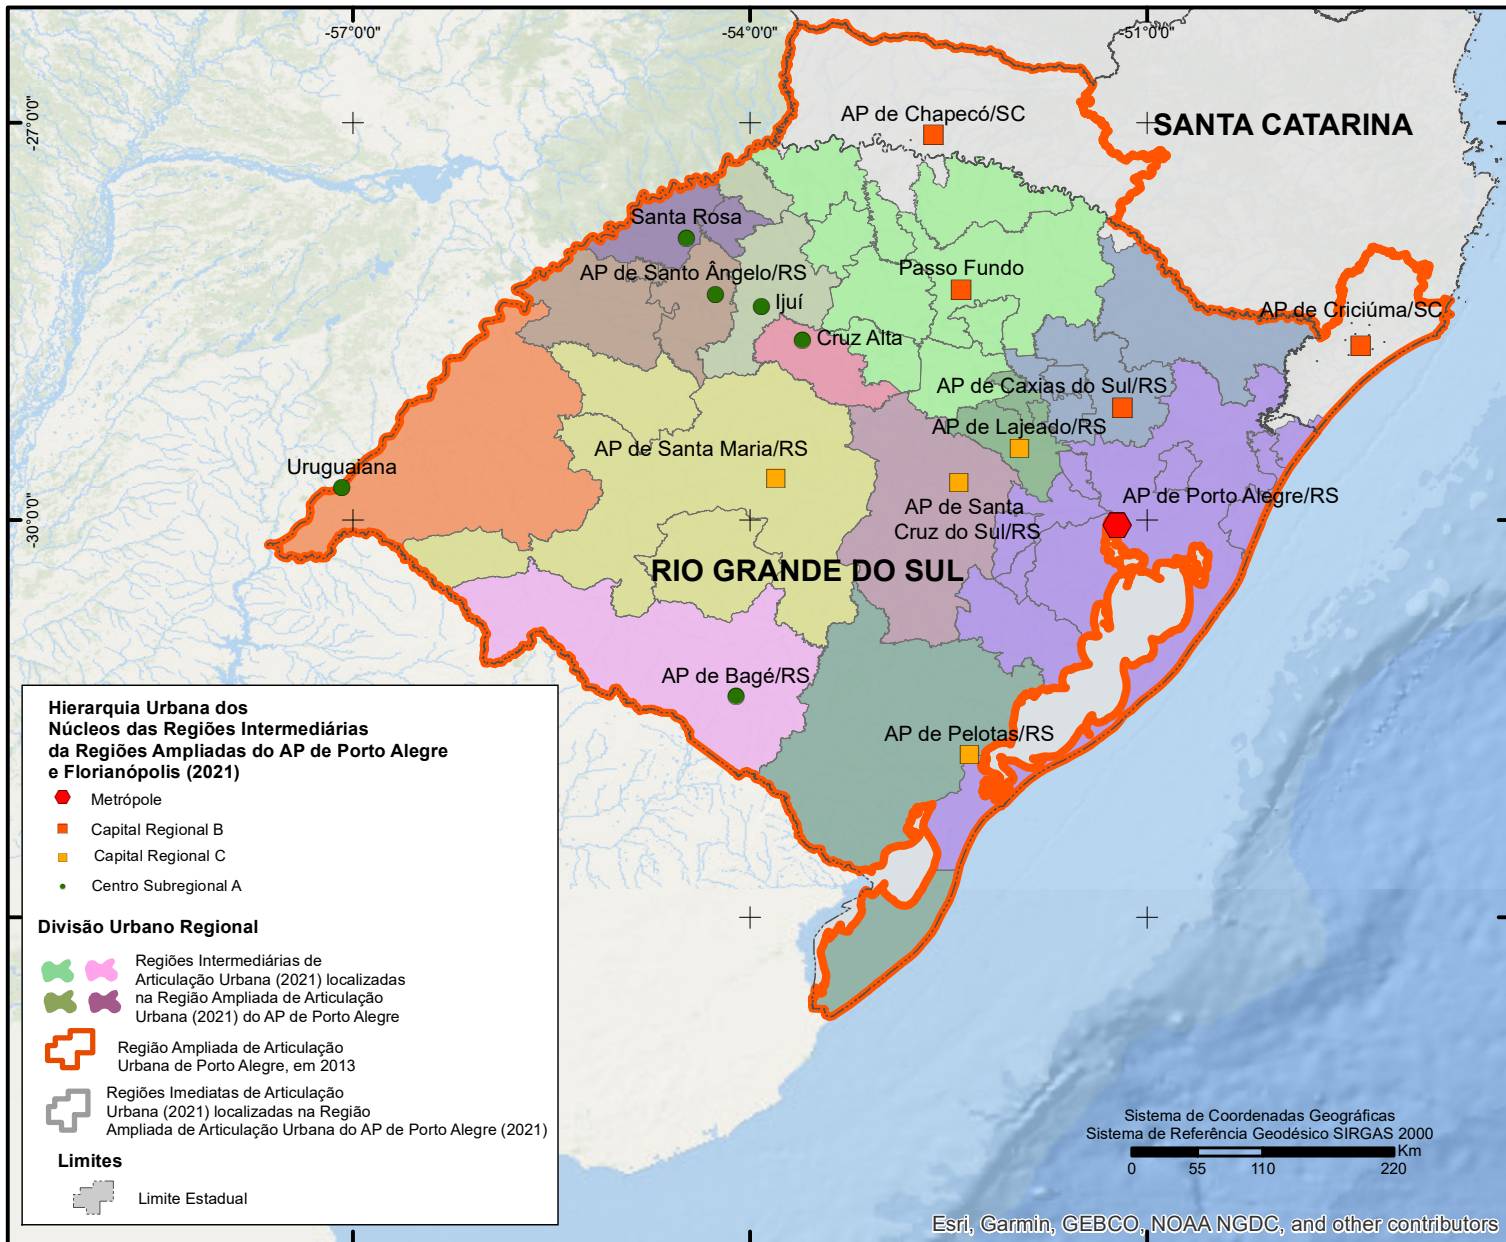 -57°0'0"
-54°0'0"
-51°0'0"
-27°0'0"
-30°0'0"
AP de Chapecó/SC
SANTA CATARINA
Santa Rosa
AP de Santo Ângelo/RS
Passo Fundo
Ijuí
AP de Criciúma/SC
Cruz Alta
AP de Caxias do Sul/RS
AP de Lajeado/RS
AP de Santa Maria/RS
Uruguaiana
AP de Porto Alegre/RS
AP de Santa
Cruz do Sul/RS
RIO GRANDE DO SUL
AP de Bagé/RS
AP de Pelotas/RS
Hierarquia Urbana dos
Núcleos das Regiões Intermediárias
da Regiões Ampliadas do AP de Porto Alegre
e Florianópolis (2021)
Metrópole
Capital Regional B
Capital Regional C
Centro Subregional A
Divisão Urbano Regional
Regiões Intermediárias de
Articulação Urbana (2021) localizadas
na Região Ampliada de Articulação
Urbana (2021) do AP de Porto Alegre
Região Ampliada de Articulação
Urbana de Porto Alegre, em 2013
Regiões Imediatas de Articulação
Urbana (2021) localizadas na Região
Ampliada de Articulação Urbana do AP de Porto Alegre (2021)
Limites
Limite Estadual
Sistema de Coordenadas Geográficas
Sistema de Referência Geodésico SIRGAS 2000
Km
0 55 110 220
Esri, Garmin, GEBCO, NOAA NGDC, and other contributors